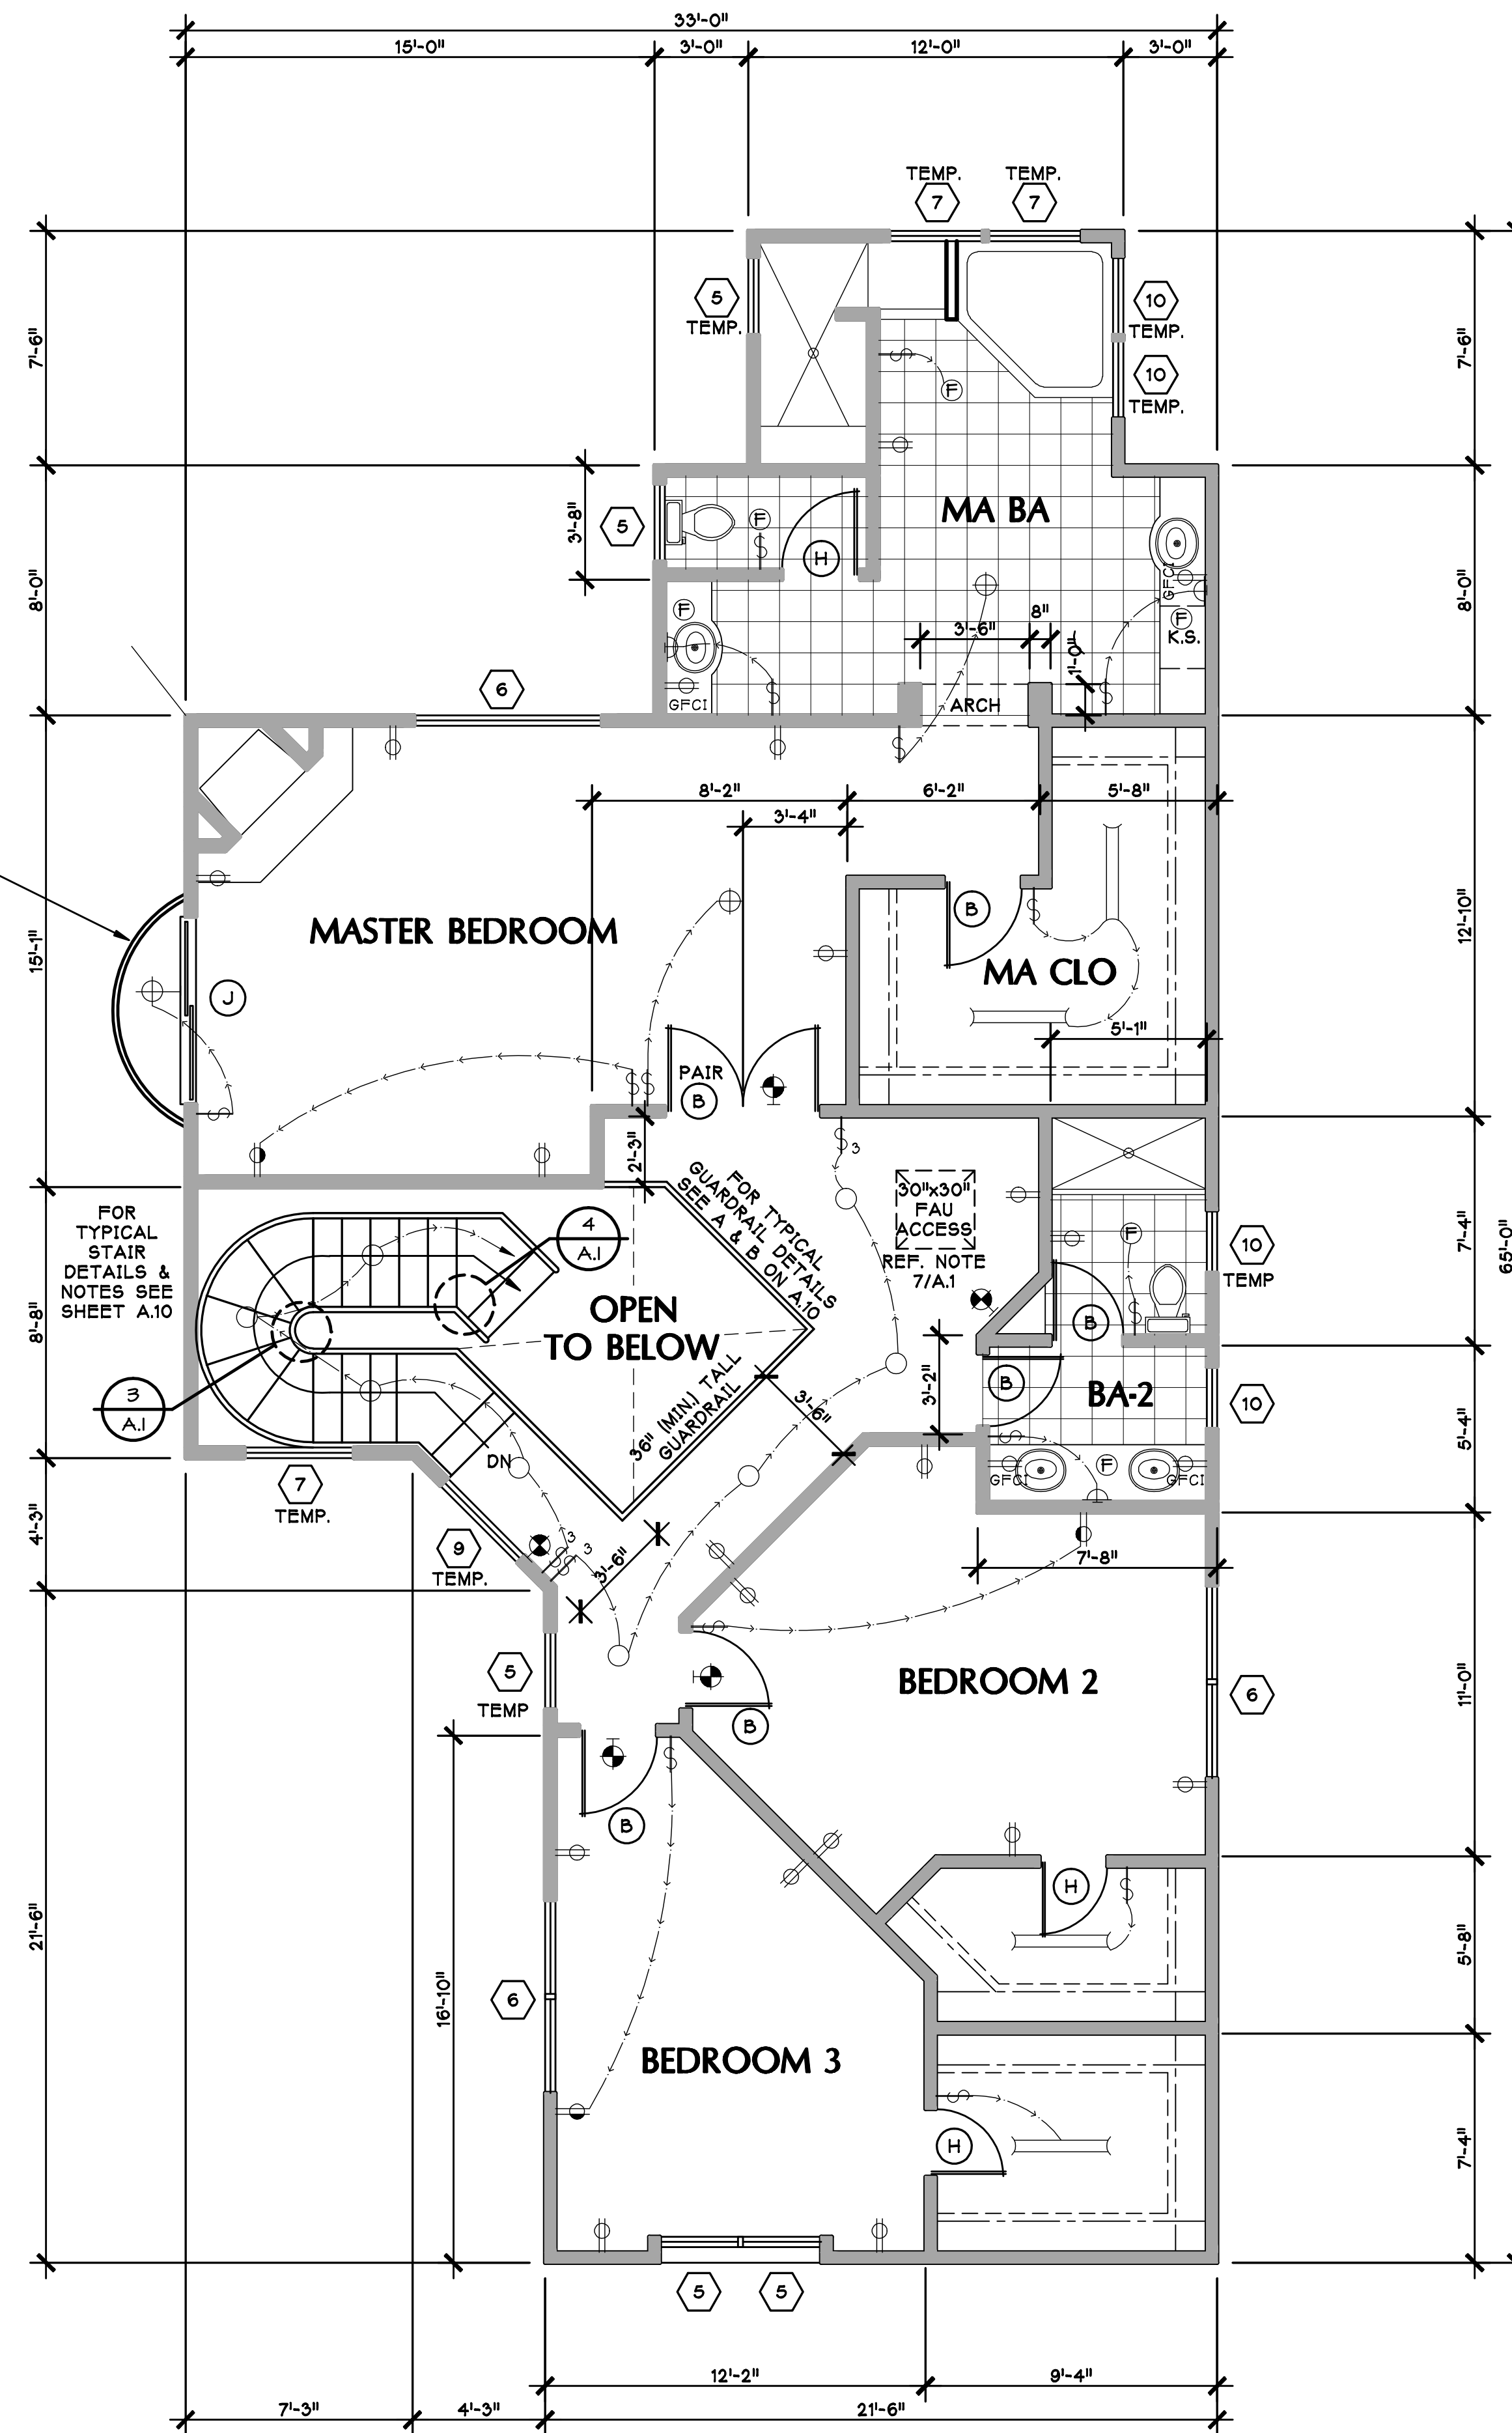 33'-0"
15'-0"
3'-0"
12'-0"
3'-0"
TEMP.
7
TEMP.
7
5
TEMP.
10
TEMP.
10
TEMP.
7'-6"
7'-6"
F
MA BA
3'-8"
5
F
$
H
GFCI
8'-0"
8'-0"
F
8"
3'-6"
1'-0"
F
K.S.
GFCI
$
ARCH
$
6
$
8'-2"
6'-2"
5'-8"
3'-4"
MASTER BEDROOM
B
$
MA CLO
15'-1"
12'-10"
J
5'-1"
PAIR
B
$ $
2'-3"
$ 3
FOR TYPICAL
GUARDRAIL DETAILS
SEE A & B ON A.10
30"x30"
FAU
ACCESS
REF. NOTE
7/A.1
FOR
TYPICAL
STAIR
DETAILS &
NOTES SEE
SHEET A.10
4
A.1
OPEN
TO BELOW
36" (MIN.) TALL
GUARDRAIL
F
$
B
10
TEMP
7'-4"
65'-0"
8'-8"
3
A.1
3'-2"
B
BA-2
10
3'-6"
DN
GFCI
F
GFCI
5'-4"
7
TEMP.
9
TEMP.
4'-3"
3
3
3'-6"
7'-8"
5
TEMP
BEDROOM 2
6
11'-0"
B
B
$
H
$
21'-6"
16'-10"
6
5'-8"
BEDROOM 3
H
7'-4"
5
5
12'-2"
9'-4"
7'-3"
4'-3"
21'-6"